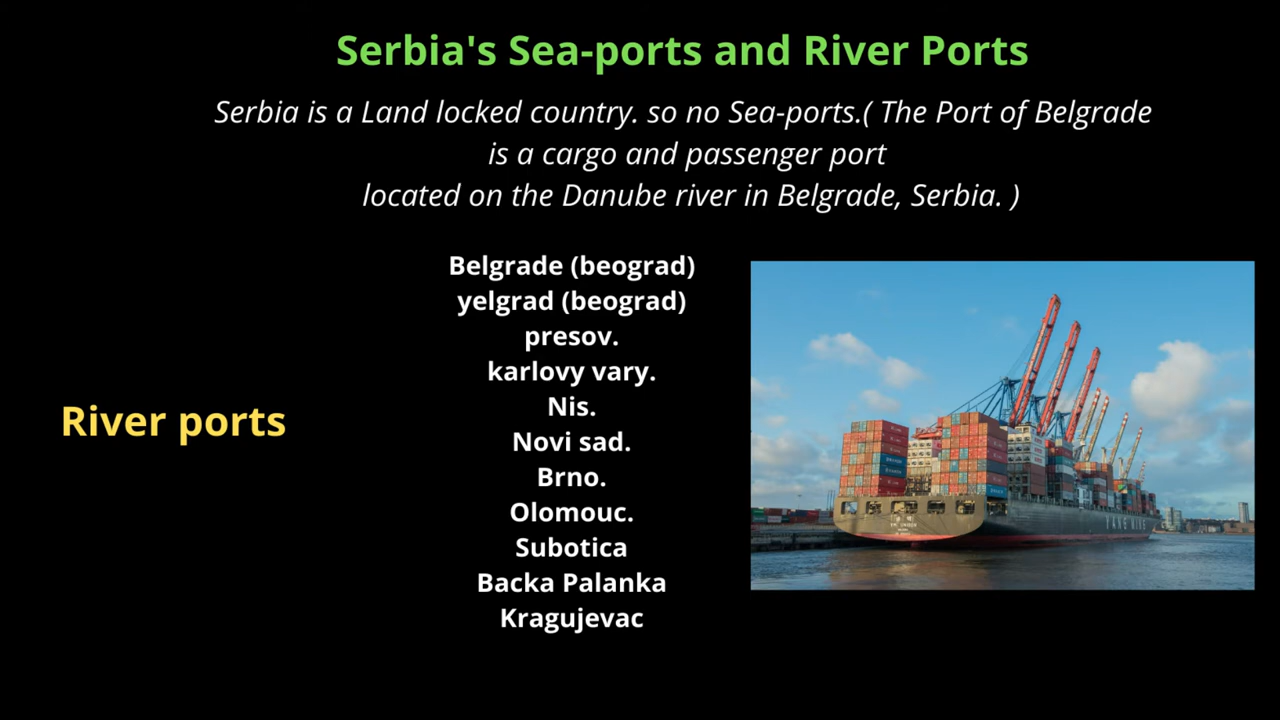 Serbia's Sea-ports and River Ports
Serbia is a Land locked country. so no Sea-ports.( The Port of Belgrade
is a cargo and passenger port
located on the Danube river in Belgrade, Serbia. )
River ports
Belgrade (beograd)
yelgrad (beograd)
presov.
karlovy vary.
Nis.
Novi sad.
Brno.
Olomouc.
Subotica
Backa Palanka
Kragujevac
YANG MING